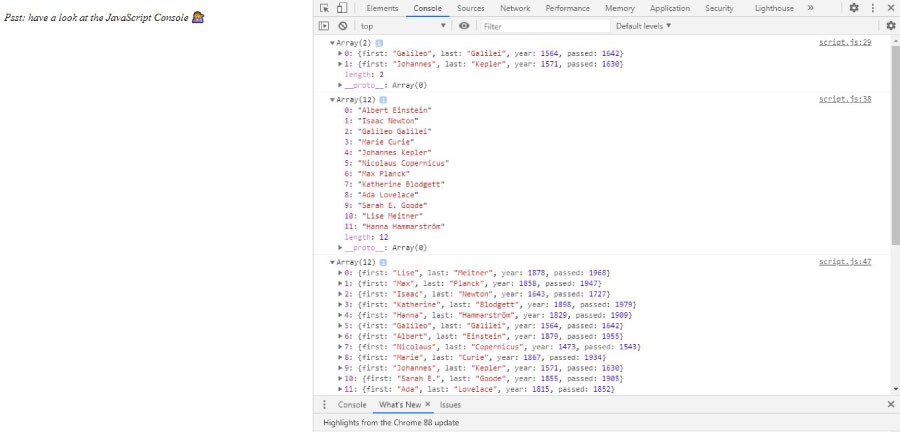 Psst: have a look at the JavaScript Console 💁
Elements Console Sources Network Memory Application Security Lighthouse »
top Filter Default levels
Array(2) script.js:29
0: {first: "Galileo", last: "Galilei", year: 1564, passed: 1642}
1: {first: "Johannes", last: "Kepler", year: 1571, passed: 1630}
length: 2
__proto__: Array(0)
Array(12) script.js:38
0: "Albert Einstein"
1: "Isaac Newton"
2: "Galileo Galilei"
3: "Marie Curie"
4: "Johannes Kepler"
5: "Nicolaus Copernicus"
6: "Max Planck"
7: "Katherine Blodgett"
8: "Ada Lovelace"
9: "Sarah E. Goode"
10: "Lise Meitner"
11: "Hanna Hammarström"
length: 12
__proto__: Array(0)
Array(12) script.js:47
0: {first: "Lise", last: "Meitner", year: 1878, passed: 1968}
1: {first: "Max", last: "Planck", year: 1858, passed: 1947}
2: {first: "Isaac", last: "Newton", year: 1643, passed: 1727}
3: {first: "Katherine", last: "Blodgett", year: 1898, passed: 1979}
4: {first: "Hanna", last: "Hammarström", year: 1829, passed: 1909}
5: {first: "Galileo", last: "Galilei", year: 1564, passed: 1642}
6: {first: "Albert", last: "Einstein", year: 1879, passed: 1955}
7: {first: "Nicolaus", last: "Copernicus", year: 1473, passed: 1543}
8: {first: "Marie", last: "Curie", year: 1867, passed: 1934}
9: {first: "Johannes", last: "Kepler", year: 1571, passed: 1630}
10: {first: "Sarah E.", last: "Goode", year: 1855, passed: 1905}
11: {first: "Ada", last: "Lovelace", year: 1815, passed: 1852}
Console What's New × Issues
Highlights from the Chrome 88 update